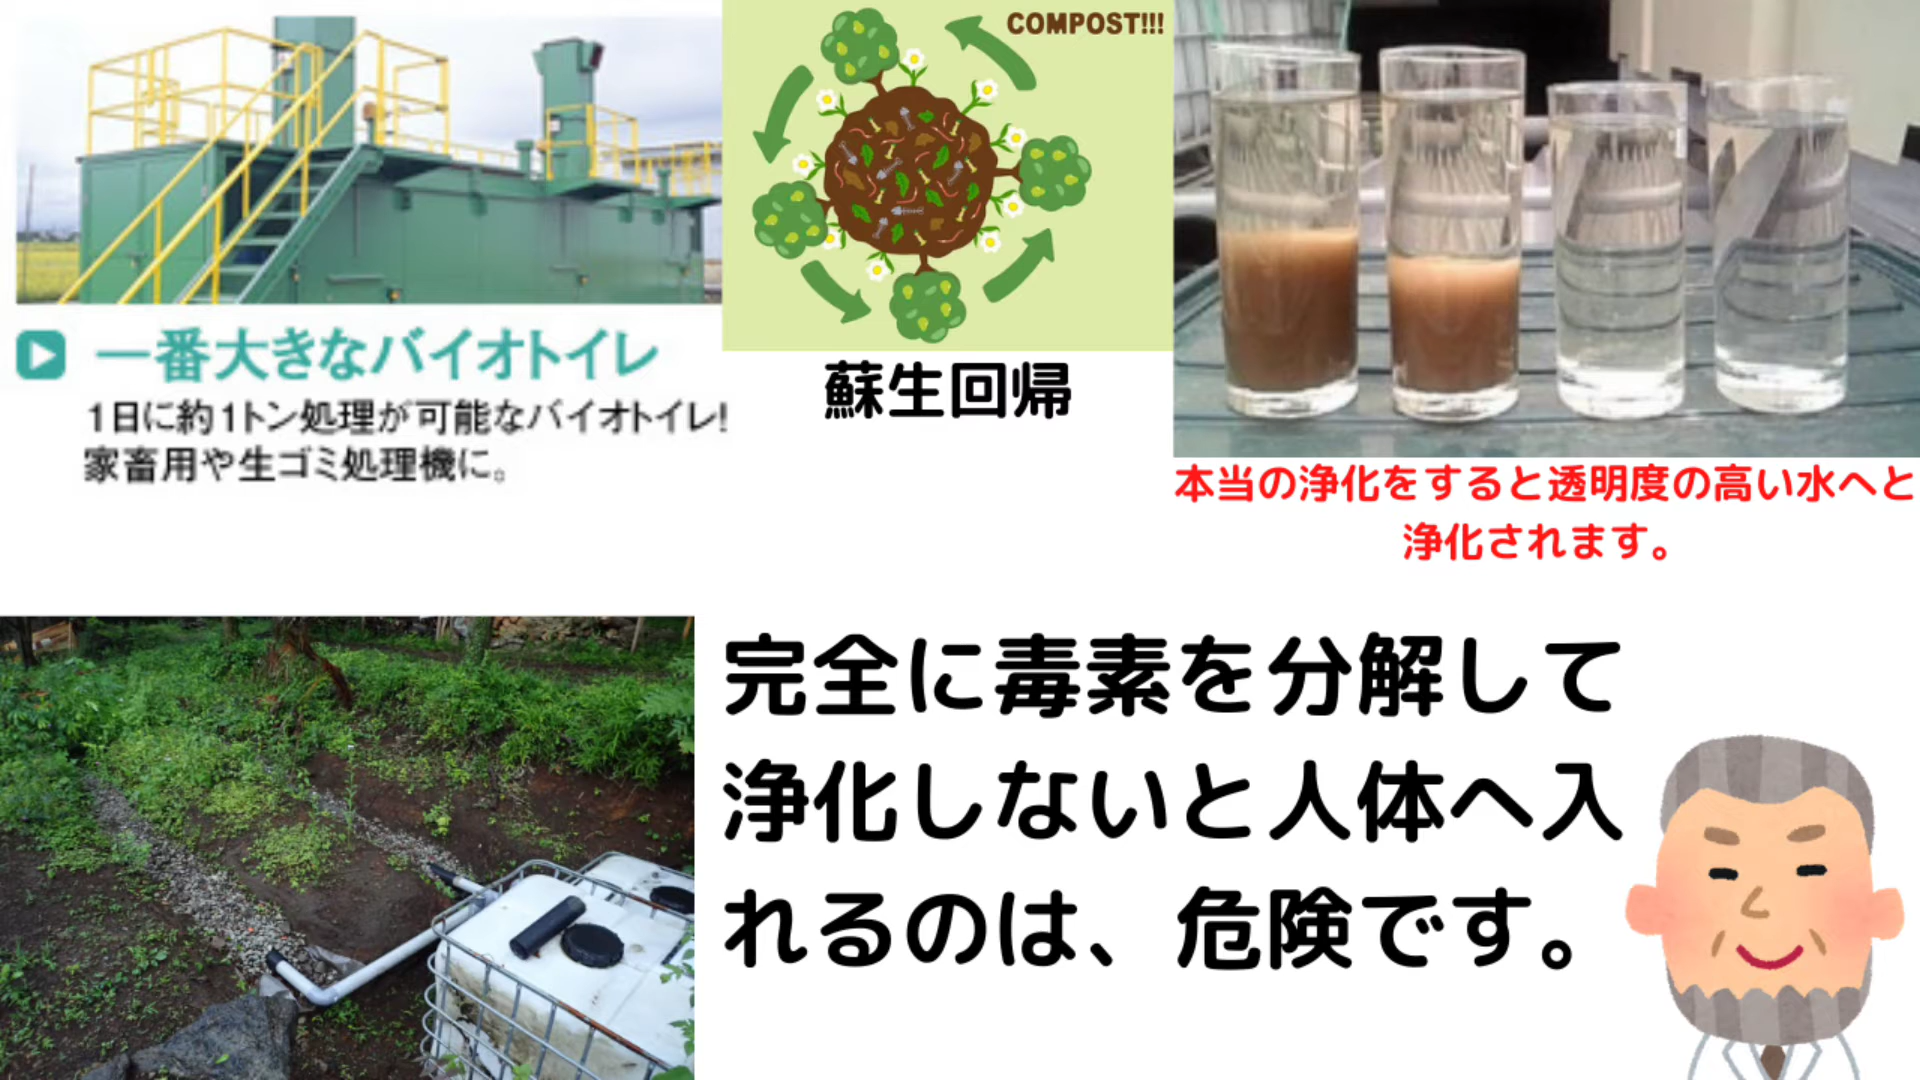 COMPOST!!!
一番大きなバイオトイレ
1日に約1トン処理が可能なバイオトイレ!
家畜用や生ゴミ処理機に。
蘇生回帰
本当の浄化をすると透明度の高い水へと
浄化されます。
完全に毒素を分解して
浄化しないと人体へ入
れるのは、危険です。